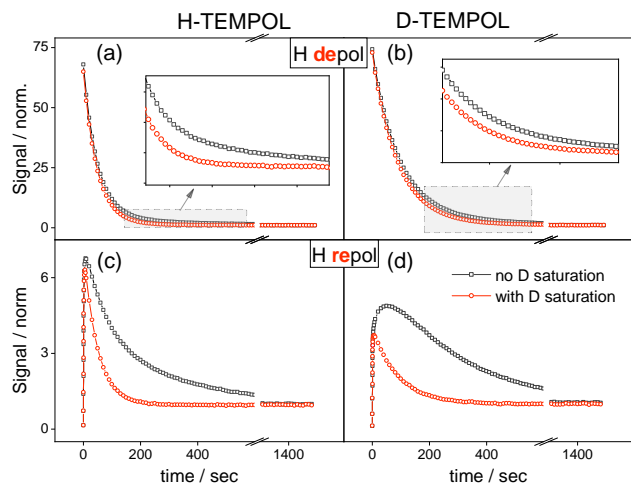 H-TEMPOL D-TEMPOL
(a) H depol (b)
75
50
25
0
Signal / norm.
(c) H repol (d)
6
3
0
Signal / norm
no D saturation
with D saturation
0 200 400 1400
0 200 400 1400
time / sec time / sec